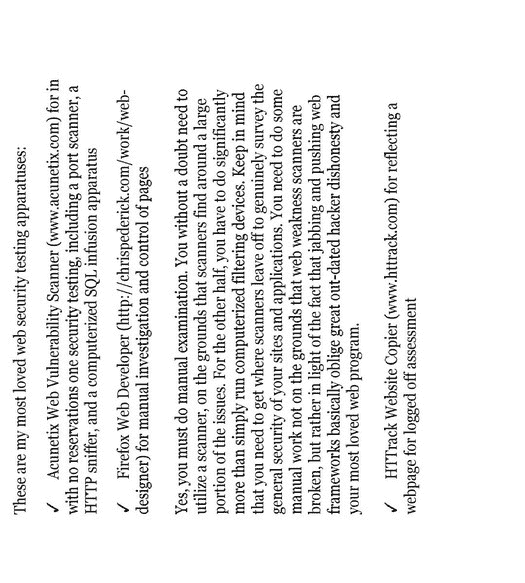 These are my most loved web security testing apparatuses:
✓ Acunetix Web Vulnerability Scanner (www.acunetix.com) for in
with no reservations one security testing, including a port scanner, a
HTTP sniffer, and a computerized SQL infusion apparatus
✓ Firefox Web Developer (http://chrispederick.com/work/web-
designer) for manual investigation and control of pages
Yes, you must do manual examination. You without a doubt need to
utilize a scanner, on the grounds that scanners find around a large
portion of the issues. For the other half, you have to do significantly
more than simply run computerized filtering devices. Keep in mind
that you need to get where scanners leave off to genuinely survey the
general security of your sites and applications. You need to do some
manual work not on the grounds that web weakness scanners are
broken, but rather in light of the fact that jabbing and pushing web
frameworks basically oblige great out-dated hacker dishonesty and
your most loved web program.
✓ HTTrack Website Copier (www.httrack.com) for reflecting a
webpage for logged off assessment